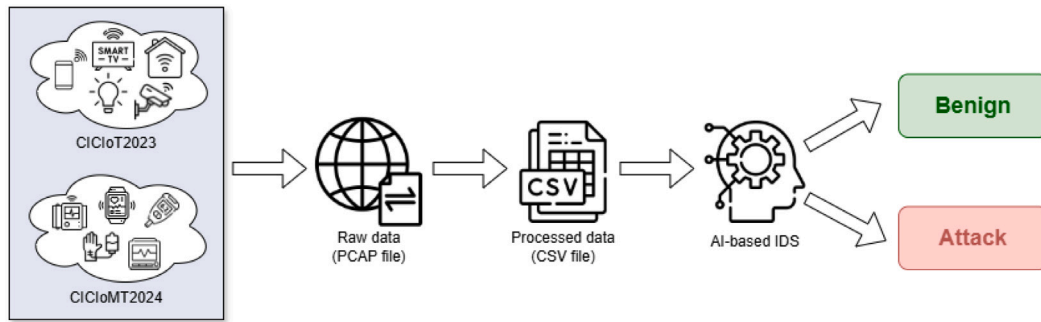 SMART
TV
CICIoT2023
CICIoMT2024
Raw data
(PCAP file)
CSV
Processed data
(CSV file)
AI-based IDS
Benign
Attack